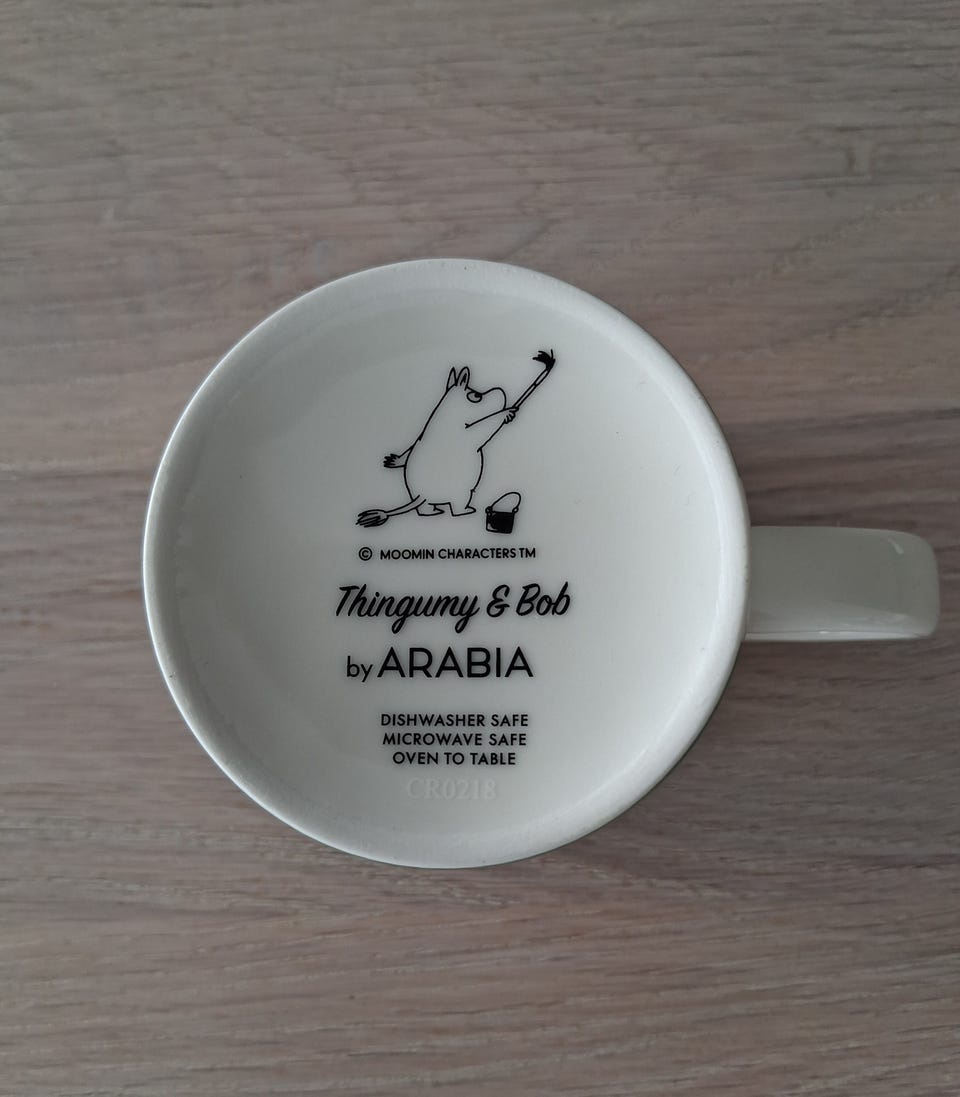 © MOOMIN CHARACTERS TM
Thingumy & Bob
by ARABIA
DISHWASHER SAFE
MICROWAVE SAFE
OVEN TO TABLE
CR0218